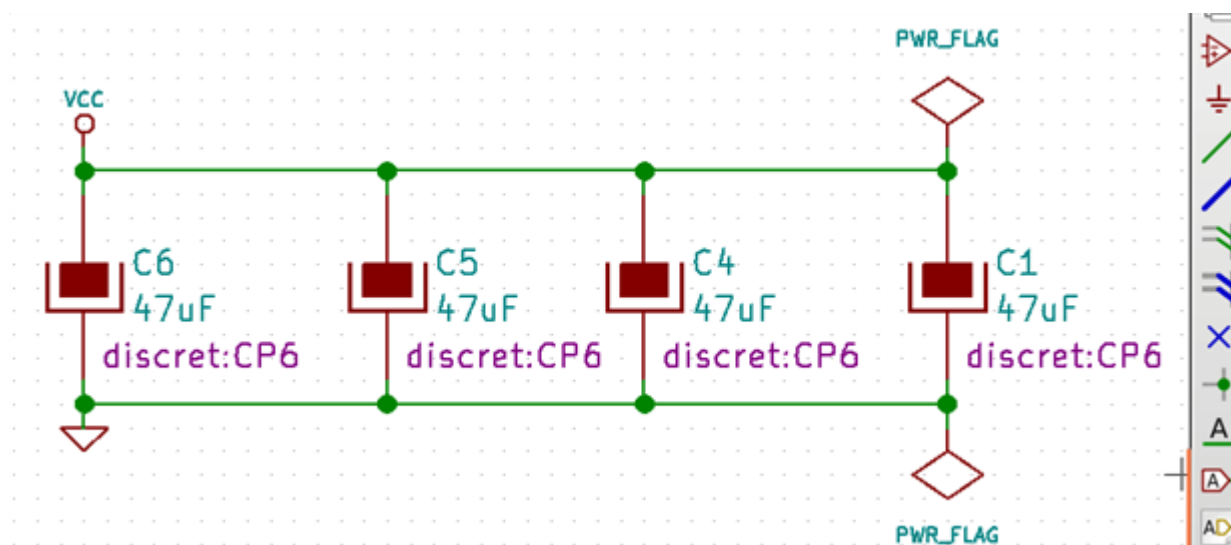 PWR_FLAG
VCC
C6
47uF
discret:CP6
C5
47uF
discret:CP6
C4
47uF
discret:CP6
C1
47uF
discret:CP6
PWR_FLAG
A
A
AD